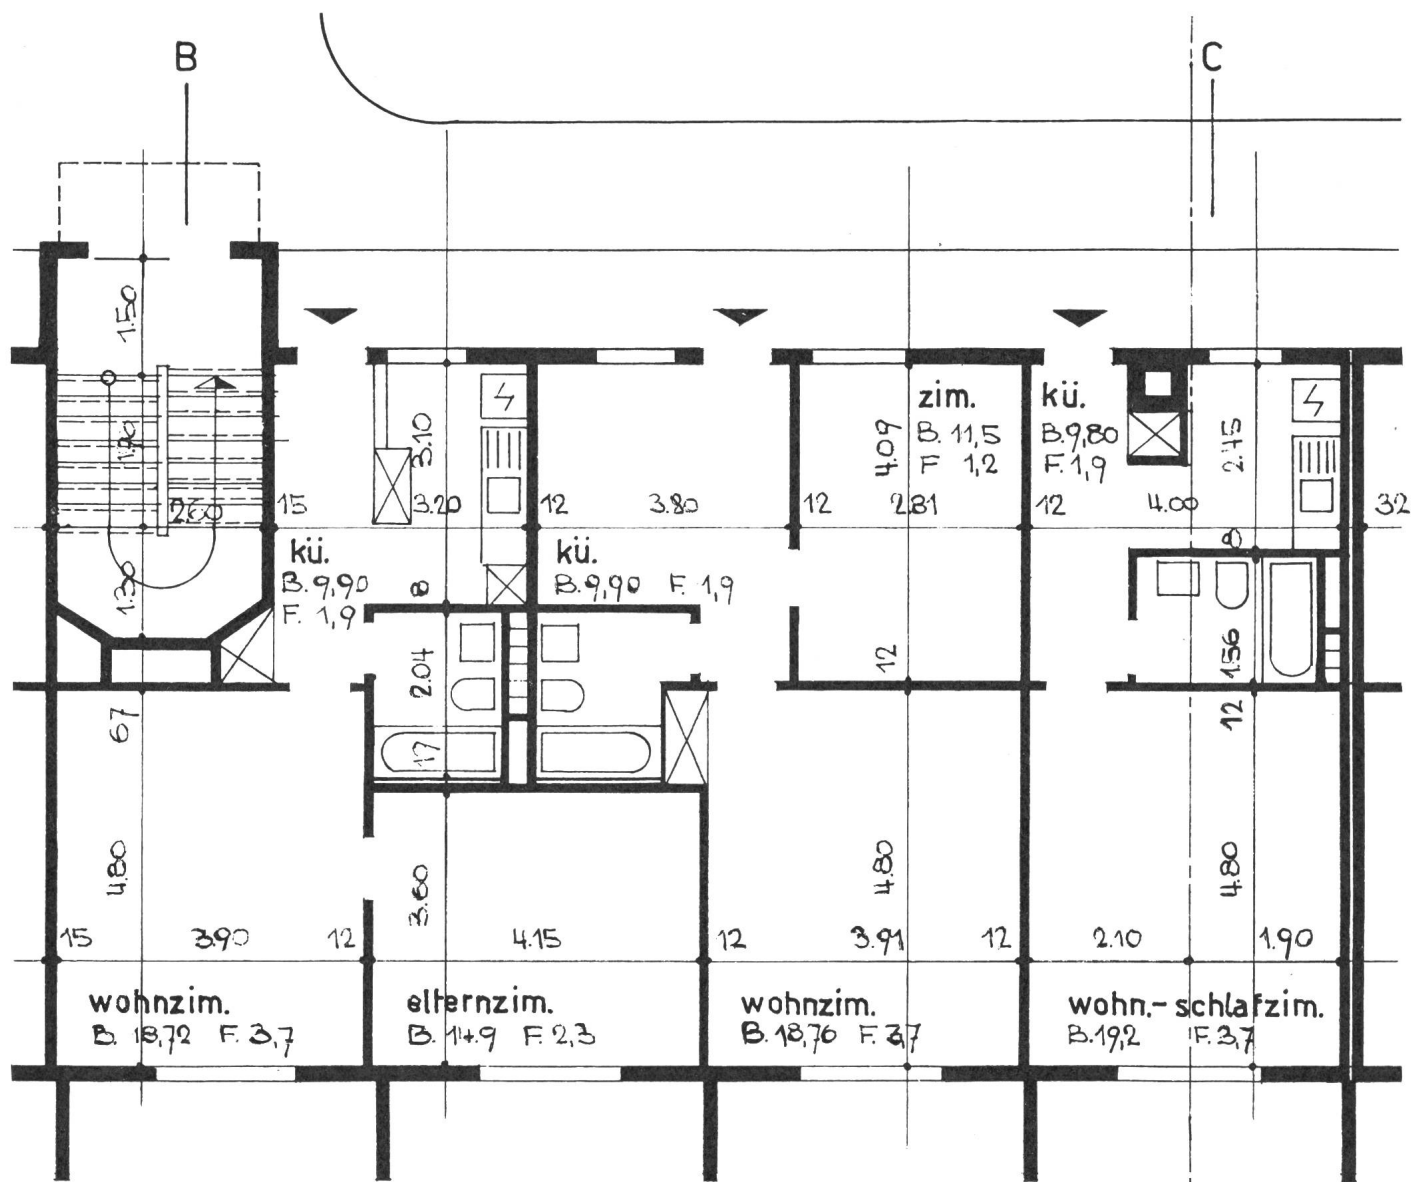 B
C
1.50
1.90
2.60
1.30
15
3.10
3.20
12
3.80
12
4.09
zim.
B. 11,5
F 1,2
2.81
12
kü.
B.9,80
F.1,9
2.45
4.00
32
kü.
B.9,90
F. 1,9
8
kü.
B.9,90 F. 1,9
8
2.04
17
12
1.56
12
67
4.80
3.60
4.80
4.80
15
3.90
12
4.15
12
3.91
12
2.10
1.90
wohnzim.
B. 18,72 F. 3,7
elternzim.
B. 14.9 F. 2,3
wohnzim.
B. 18,76 F. 3,7
wohn.-schlafzim.
B.19,2 F. 3,7